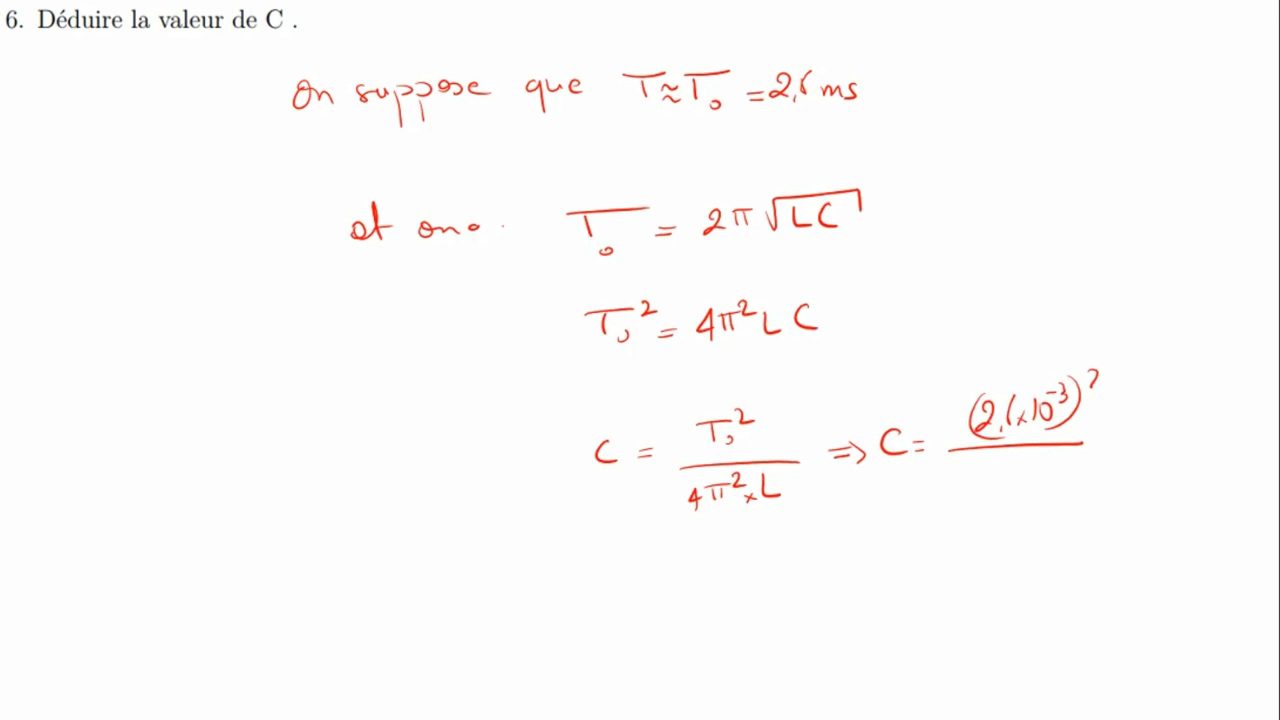 6. Déduire la valeur de C .
On suppose que T ≈ T₀ = 2,6 ms
et on a T₀ = 2π √LC
T₀² = 4π² L C
C = T₀² / 4π² × L ⇒ C = (2,6×10⁻³)²